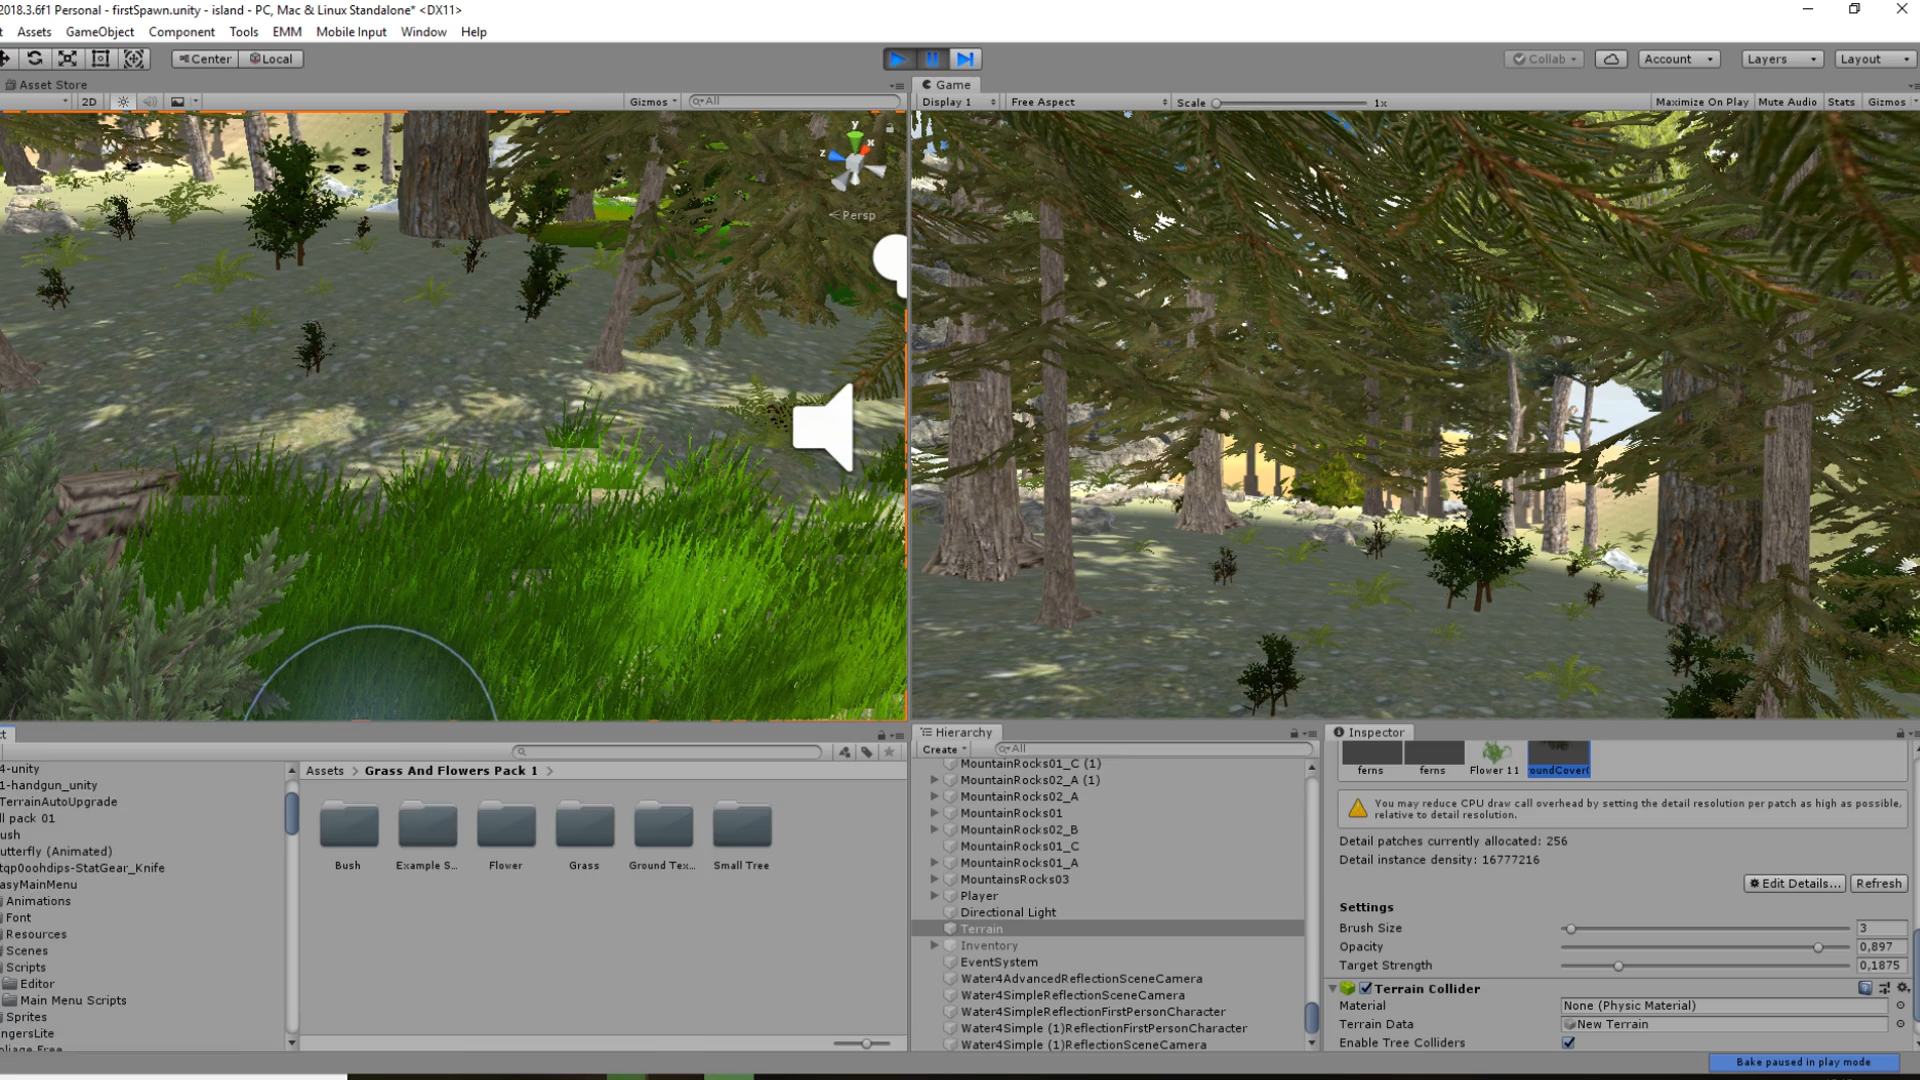 2018.3.6f1 Personal - firstSpawn.unity - island - PC, Mac & Linux Standalone* <DX11>
t Assets GameObject Component Tools EMM Mobile Input Window Help
Center Local Collab Account Layers Layout
Asset Store
Game
2D Gizmos All
Display 1 Free Aspect Scale 1x Maximize On Play Mute Audio Stats Gizmos
y
x
z
Persp
ct
4-unity
1-handgun_unity
TerrainAutoUpgrade
ll pack 01
ush
utterfly (Animated)
tqp0oohdips-StatGear_Knife
asyMainMenu
Animations
Font
Resources
Scenes
Scripts
Editor
Main Menu Scripts
Sprites
ngersLite
oliage Free
Assets > Grass And Flowers Pack 1 >
Bush Example S... Flower Grass Ground Tex... Small Tree
Hierarchy
Create All
MountainRocks01_C (1)
MountainRocks02_A (1)
MountainRocks02_A
MountainRocks01
MountainRocks02_B
MountainRocks01_C
MountainRocks01_A
MountainsRocks03
Player
Directional Light
Terrain
Inventory
EventSystem
Water4AdvancedReflectionSceneCamera
Water4SimpleReflectionSceneCamera
Water4SimpleReflectionFirstPersonCharacter
Water4Simple (1)ReflectionFirstPersonCharacter
Water4Simple (1)ReflectionSceneCamera
Inspector
ferns ferns Flower 11 oundCover(
You may reduce CPU draw call overhead by setting the detail resolution per patch as high as possible,
relative to detail resolution.
Detail patches currently allocated: 256
Detail instance density: 16777216
Edit Details... Refresh
Settings
Brush Size 3
Opacity 0,897
Target Strength 0,1875
Terrain Collider
Material None (Physic Material)
Terrain Data New Terrain
Enable Tree Colliders
Bake paused in play mode